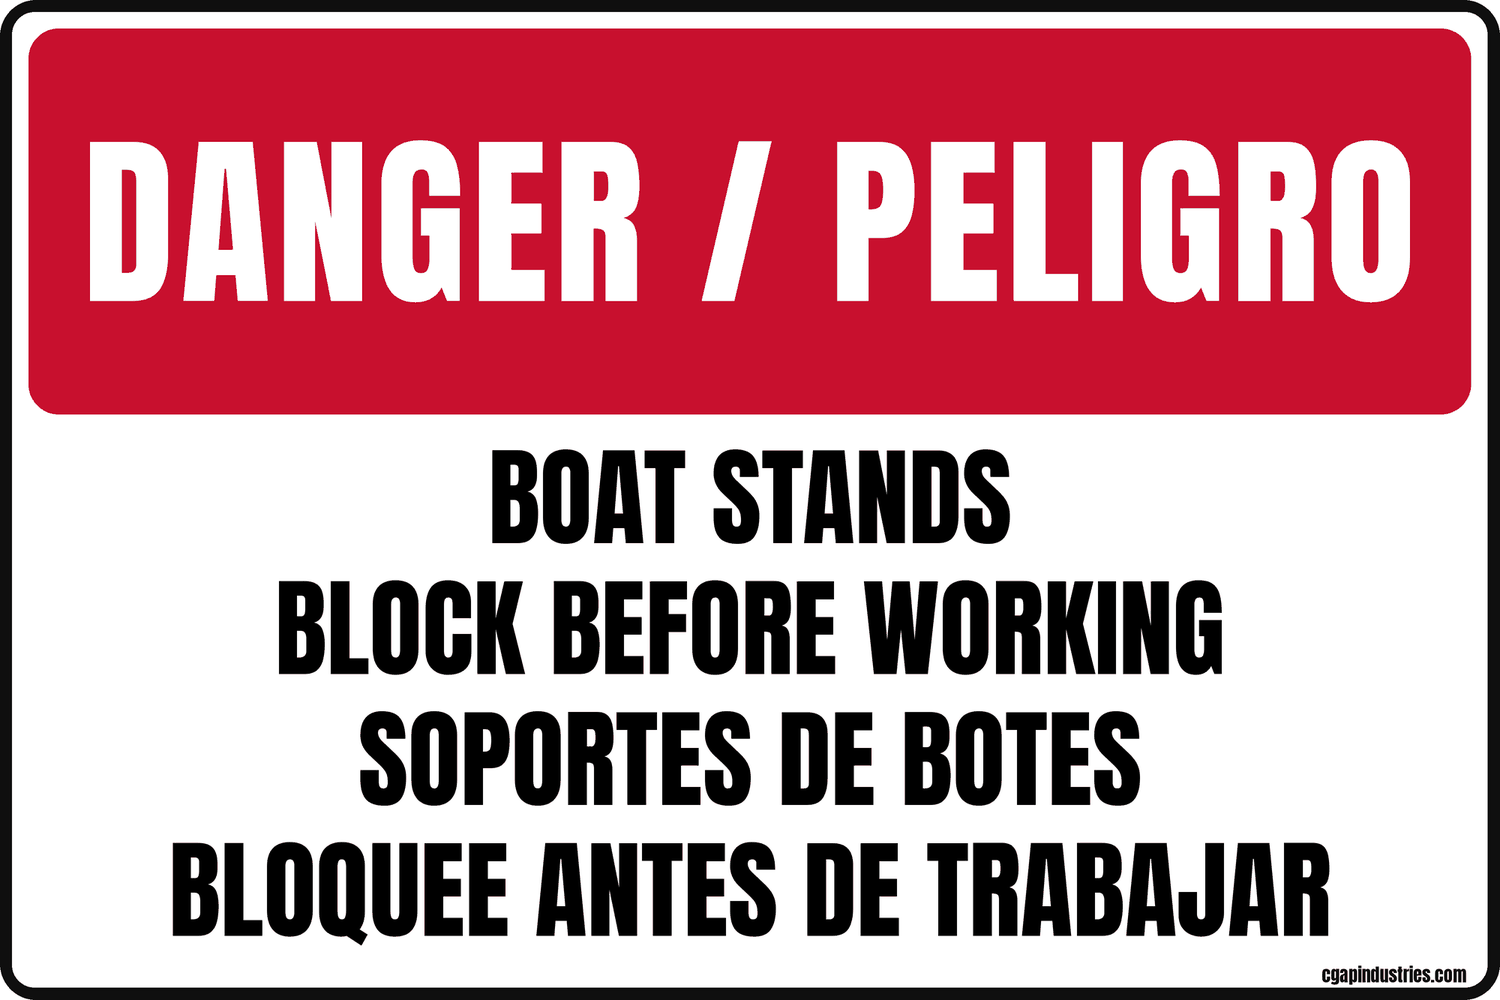 DANGER / PELIGRO
BOAT STANDS
BLOCK BEFORE WORKING
SOPORTES DE BOTES
BLOQUEE ANTES DE TRABAJAR
cgapindustries.com